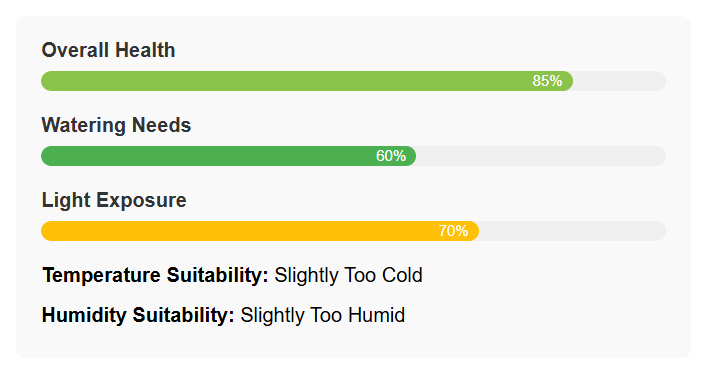 Overall Health
85%
Watering Needs
60%
Light Exposure
70%
Temperature Suitability: Slightly Too Cold
Humidity Suitability: Slightly Too Humid